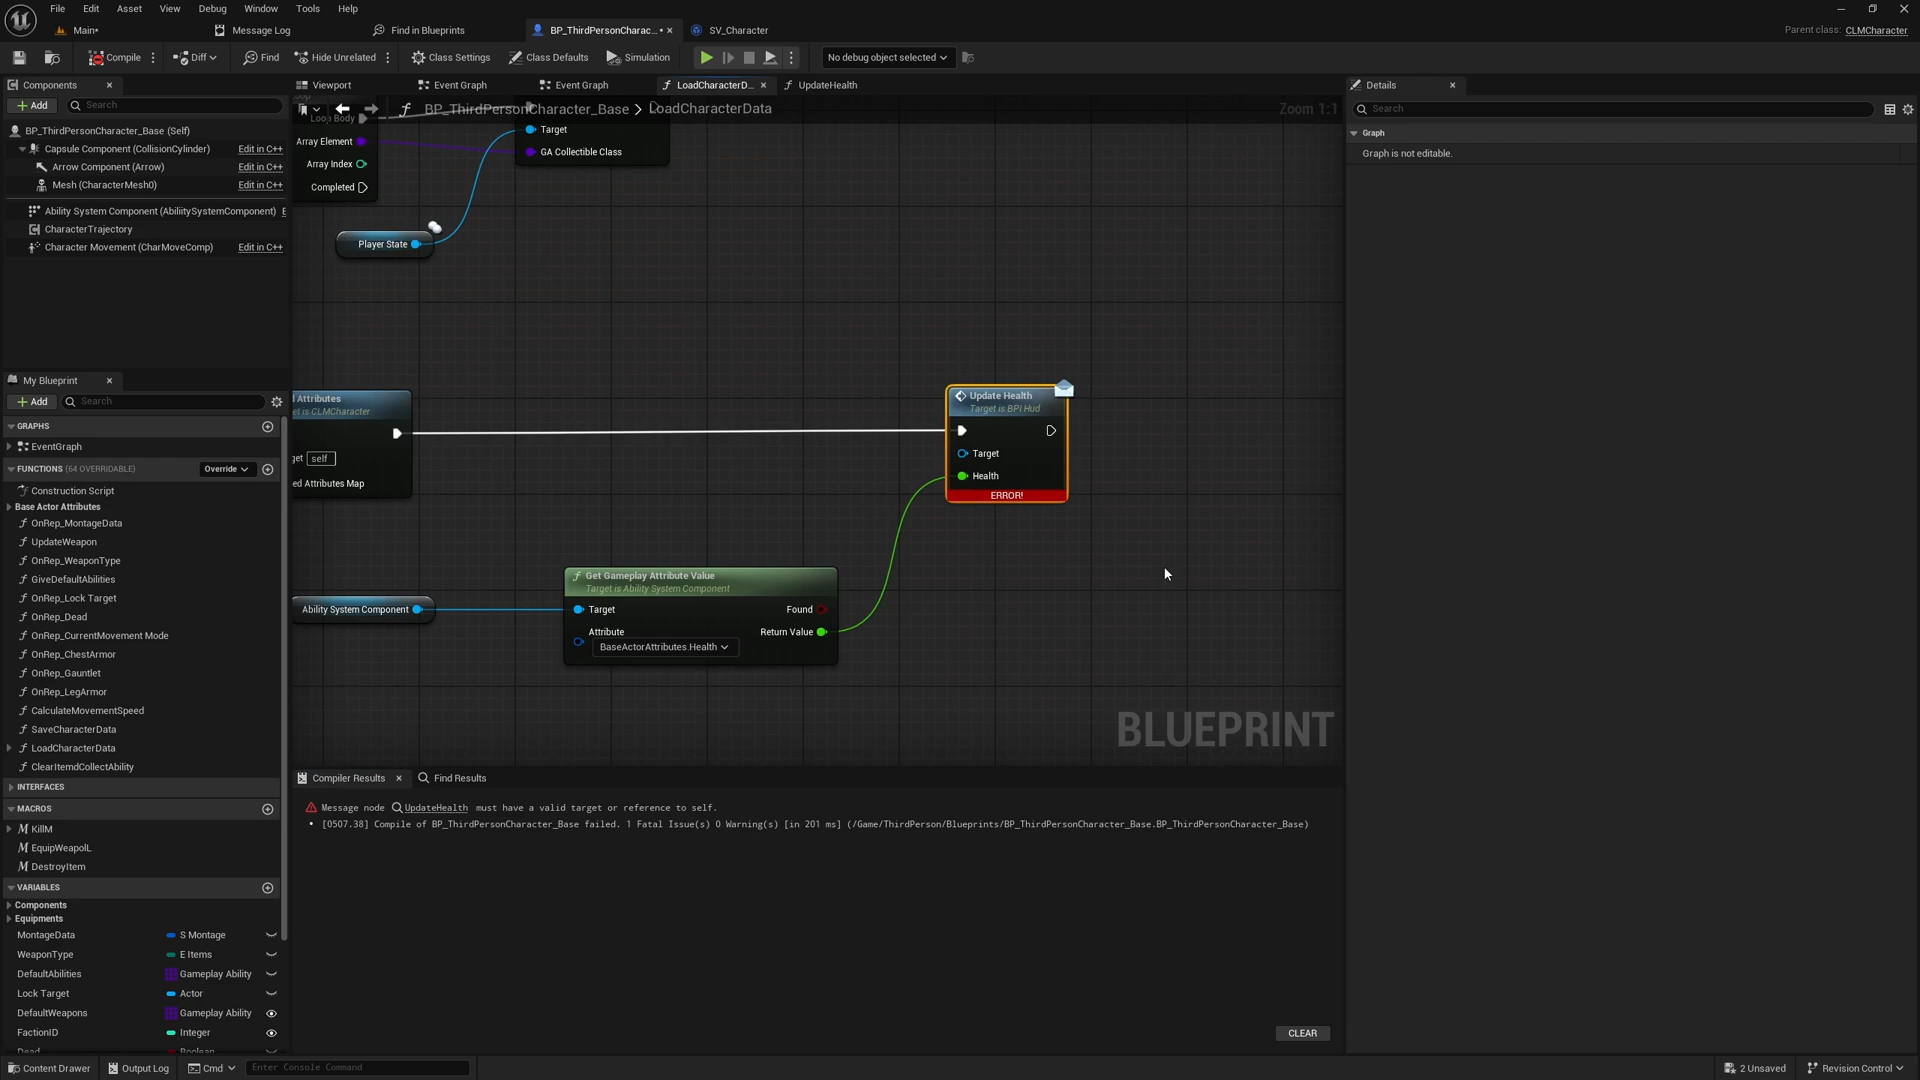 File Edit Asset View Debug Window Tools Help
Main•
Message Log
Find in Blueprints
BP_ThirdPersonCharac... •
SV_Character
Parent class: CLMCharacter
Compile
Diff
Find
Hide Unrelated
Class Settings
Class Defaults
Simulation
No debug object selected
Components
Add
Search
BP_ThirdPersonCharacter_Base (Self)
Capsule Component (CollisionCylinder) Edit in C++
Arrow Component (Arrow) Edit in C++
Mesh (CharacterMesh0) Edit in C++
Ability System Component (AbiliitySystemComponent) E
CharacterTrajectory
Character Movement (CharMoveComp) Edit in C++
My Blueprint
Add
Search
GRAPHS
EventGraph
FUNCTIONS (64 OVERRIDABLE) Override
Construction Script
Base Actor Attributes
OnRep_MontageData
UpdateWeapon
OnRep_WeaponType
GiveDefaultAbilities
OnRep_Lock Target
OnRep_Dead
OnRep_CurrentMovement Mode
OnRep_ChestArmor
OnRep_Gauntlet
OnRep_LegArmor
CalculateMovementSpeed
SaveCharacterData
LoadCharacterData
ClearItemdCollectAbility
INTERFACES
MACROS
KillM
EquipWeapolL
DestroyItem
VARIABLES
Components
Equipments
MontageData S Montage
WeaponType E Items
DefaultAbilities Gameplay Ability
Lock Target Actor
DefaultWeapons Gameplay Ability
FactionID Integer
Dead Boolean
Viewport
Event Graph
Event Graph
LoadCharacterD...
UpdateHealth
BP_ThirdPersonCharacter_Base > LoadCharacterData
Zoom 1:1
Loop Body
Array Element
Array Index
Completed
Target
GA Collectible Class
Player State
d Attributes
et is CLMCharacter
get self
ed Attributes Map
Update Health
Target is BPI Hud
Target
Health
ERROR!
Get Gameplay Attribute Value
Target is Ability System Component
Target
Found
Attribute
BaseActorAttributes.Health
Return Value
Ability System Component
BLUEPRINT
Compiler Results
Find Results
Message node UpdateHealth must have a valid target or reference to self.
[0507.38] Compile of BP_ThirdPersonCharacter_Base failed. 1 Fatal Issue(s) 0 Warning(s) [in 201 ms] (/Game/ThirdPerson/Blueprints/BP_ThirdPersonCharacter_Base.BP_ThirdPersonCharacter_Base)
CLEAR
Details
Search
Graph
Graph is not editable.
Content Drawer
Output Log
Cmd
Enter Console Command
2 Unsaved
Revision Control